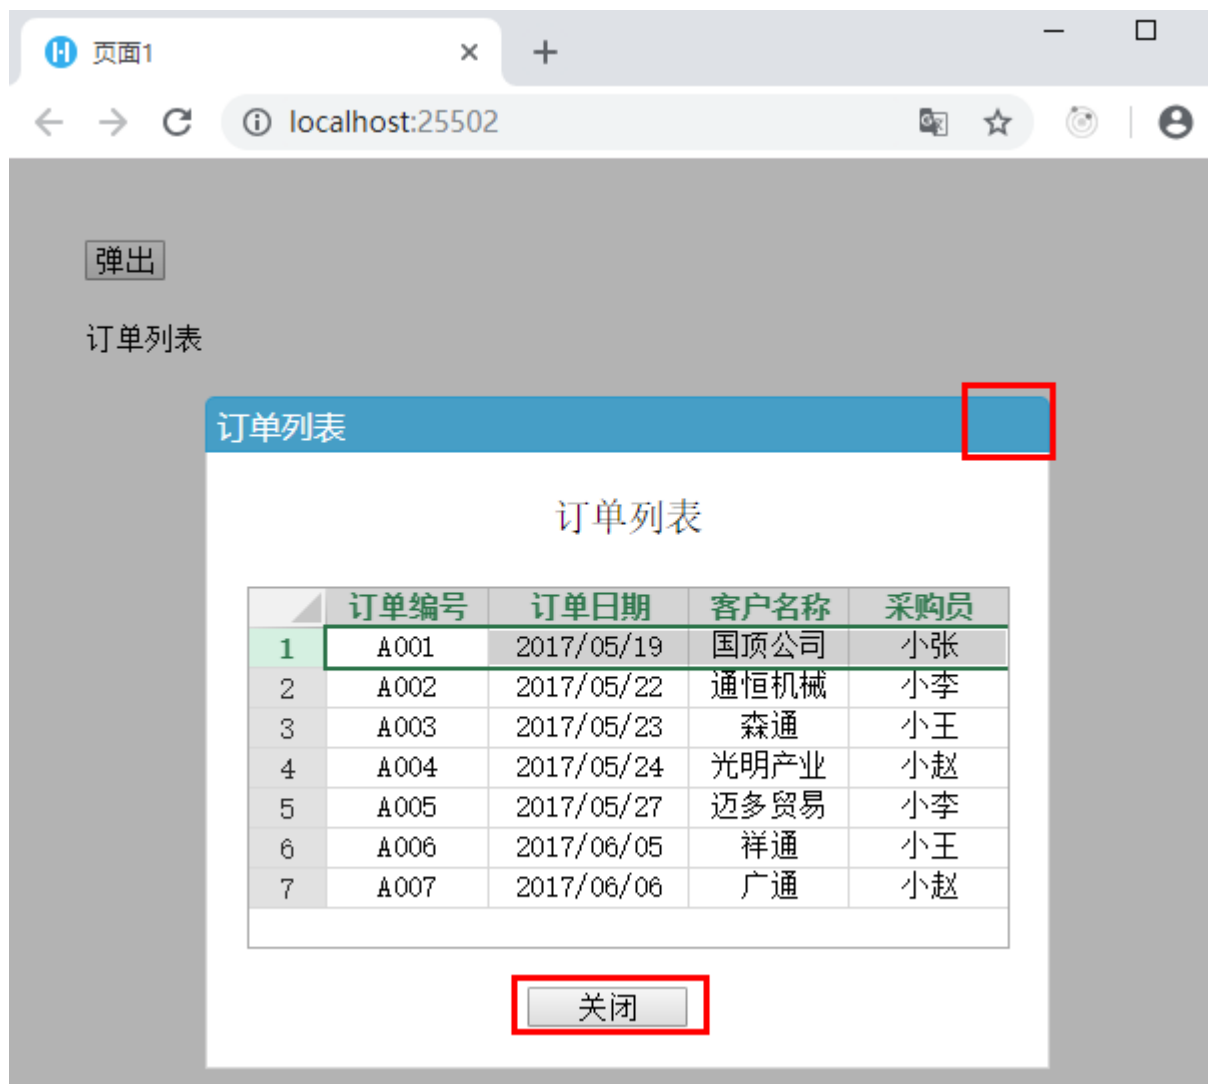 页面1
localhost:25502
弹出
订单列表
订单列表
订单列表
订单编号 订单日期 客户名称 采购员
1 A001 2017/05/19 国顶公司 小张
2 A002 2017/05/22 通恒机械 小李
3 A003 2017/05/23 森通 小王
4 A004 2017/05/24 光明产业 小赵
5 A005 2017/05/27 迈多贸易 小李
6 A006 2017/06/05 祥通 小王
7 A007 2017/06/06 广通 小赵
关闭